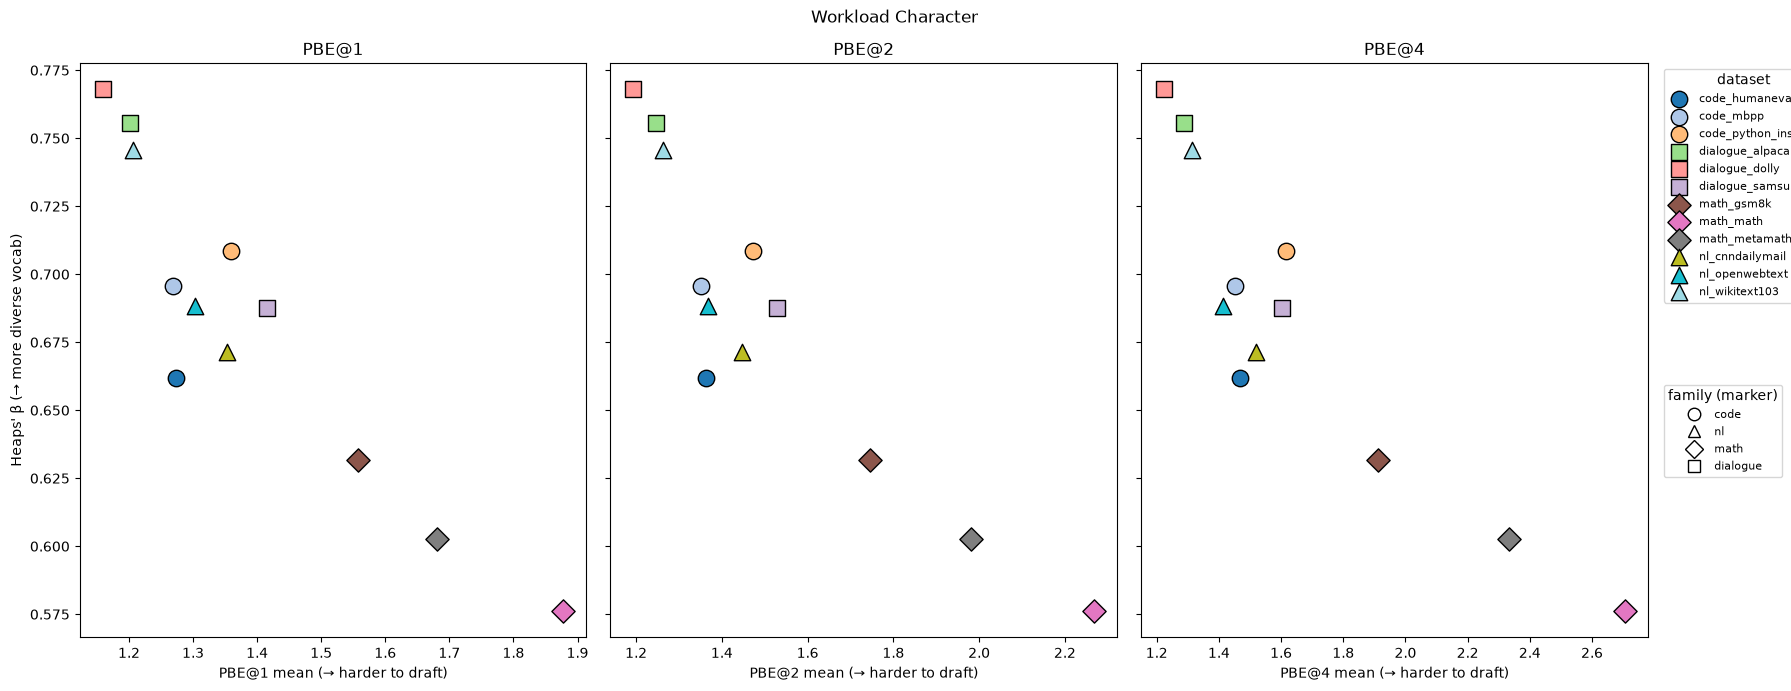 Workload Character
PBE@1
PBE@2
PBE@4
Heaps' β (→ more diverse vocab)
0.775
0.750
0.725
0.700
0.675
0.650
0.625
0.600
0.575
1.2 1.3 1.4 1.5 1.6 1.7 1.8 1.9
PBE@1 mean (→ harder to draft)
1.2 1.4 1.6 1.8 2.0 2.2
PBE@2 mean (→ harder to draft)
1.2 1.4 1.6 1.8 2.0 2.2 2.4 2.6
PBE@4 mean (→ harder to draft)
dataset
code_humaneva
code_mbpp
code_python_ins
dialogue_alpaca
dialogue_dolly
dialogue_samsu
math_gsm8k
math_math
math_metamath
nl_cnndailymail
nl_openwebtext
nl_wikitext103
family (marker)
code
nl
math
dialogue